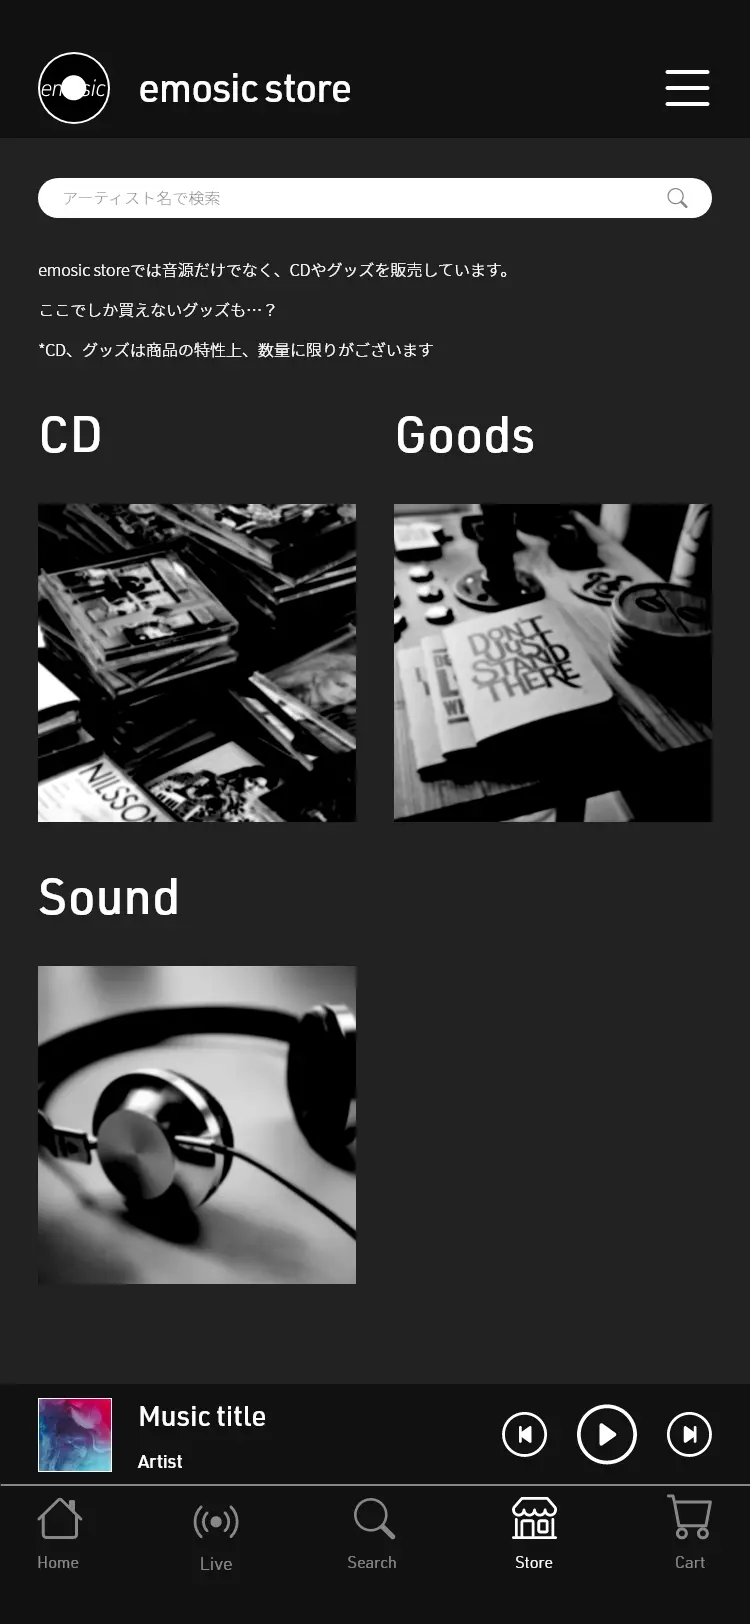 emosic
emosic store
アーティスト名で検索
emosic storeでは音源だけでなく、CDやグッズを販売しています。
ここでしか買えないグッズも…？
*CD、グッズは商品の特性上、数量に限りがございます
CD
Goods
NILSSON
DON'T
JUST
STAND
THERE
Sound
Music title
Artist
Home
Live
Search
Store
Cart